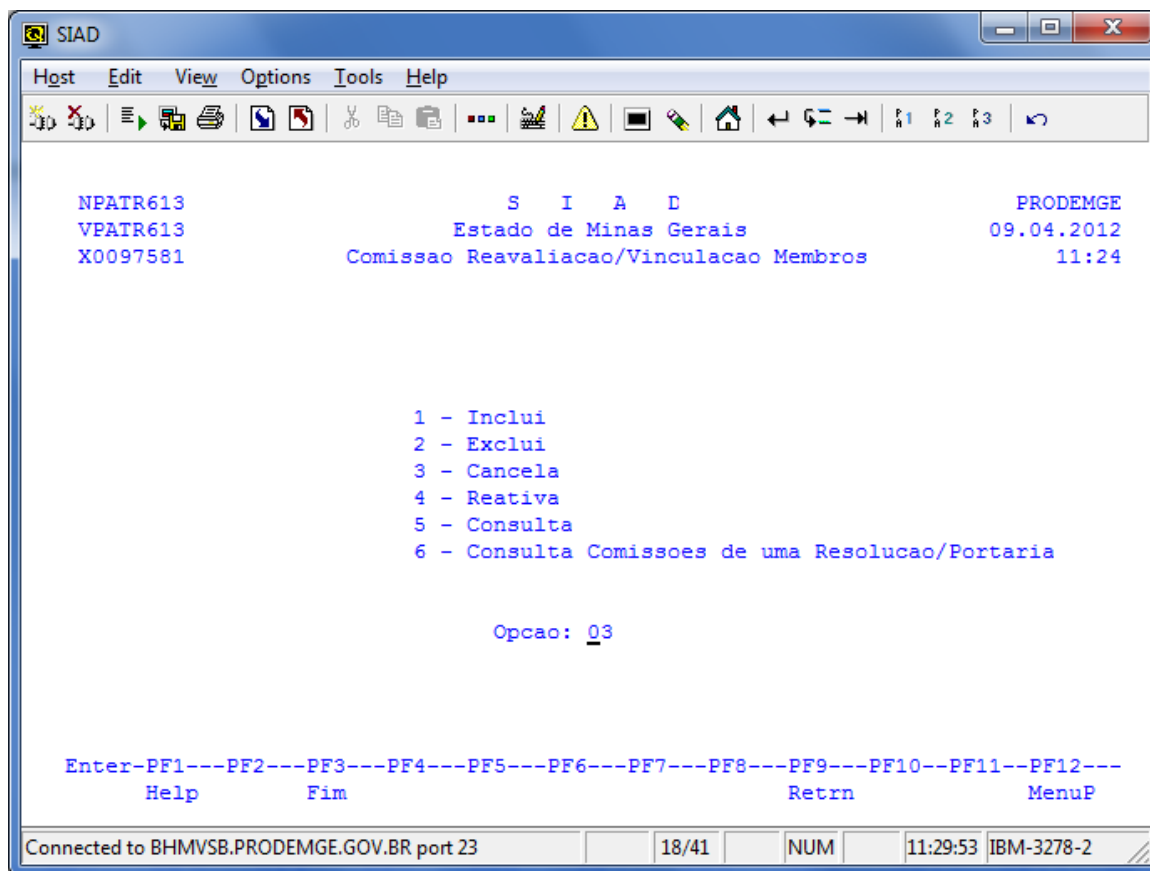 SIAD
Host Edit View Options Tools Help
NPATR613 S I A D PRODEMGE
VPATR613 Estado de Minas Gerais 09.04.2012
X0097581 Comissao Reavaliacao/Vinculacao Membros 11:24
1 - Inclui
2 - Exclui
3 - Cancela
4 - Reativa
5 - Consulta
6 - Consulta Comissoes de uma Resolucao/Portaria
Opcao: 03
Enter-PF1---PF2---PF3---PF4---PF5---PF6---PF7---PF8---PF9---PF10--PF11--PF12---
Help Fim Retrn MenuP
Connected to BHMVSB.PRODEMGE.GOV.BR port 23 18/41 NUM 11:29:53 IBM-3278-2